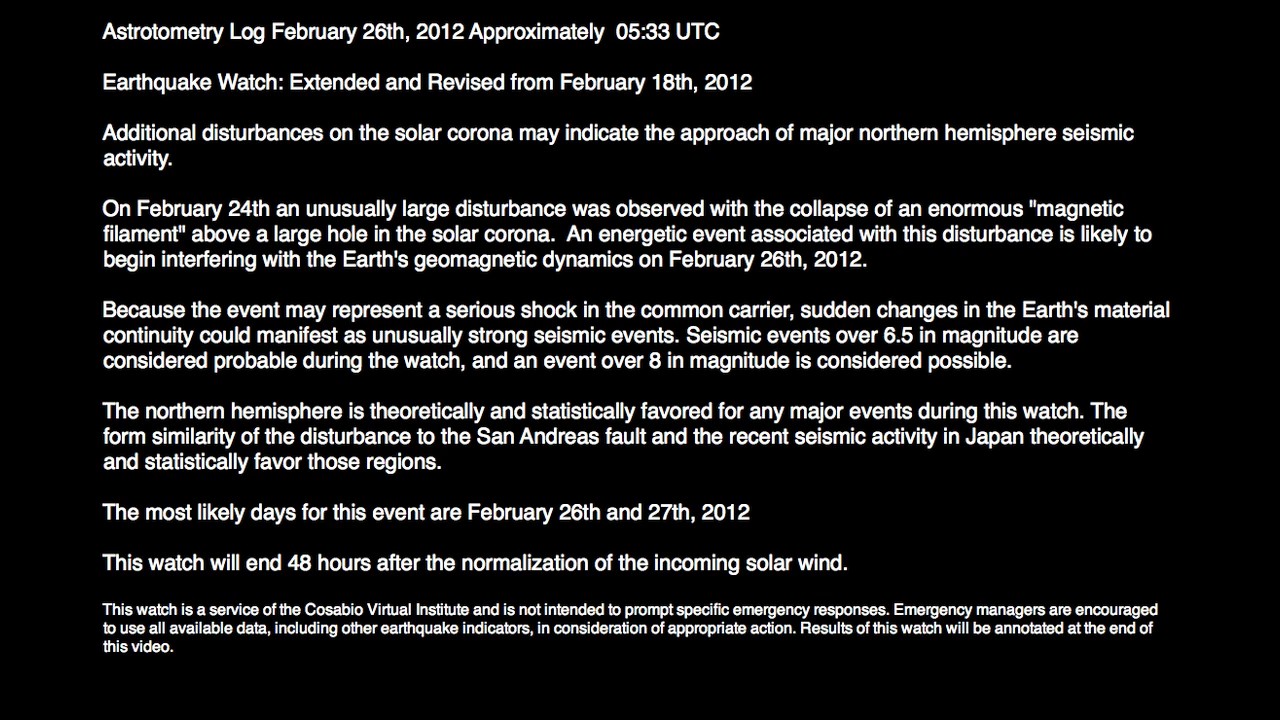 Astrotometry Log February 26th, 2012 Approximately  05:33 UTC
Earthquake Watch: Extended and Revised from February 18th, 2012
Additional disturbances on the solar corona may indicate the approach of major northern hemisphere seismic
activity.
On February 24th an unusually large disturbance was observed with the collapse of an enormous "magnetic
filament" above a large hole in the solar corona.  An energetic event associated with this disturbance is likely to
begin interfering with the Earth's geomagnetic dynamics on February 26th, 2012.
Because the event may represent a serious shock in the common carrier, sudden changes in the Earth's material
continuity could manifest as unusually strong seismic events. Seismic events over 6.5 in magnitude are
considered probable during the watch, and an event over 8 in magnitude is considered possible.
The northern hemisphere is theoretically and statistically favored for any major events during this watch. The
form similarity of the disturbance to the San Andreas fault and the recent seismic activity in Japan theoretically
and statistically favor those regions.
The most likely days for this event are February 26th and 27th, 2012
This watch will end 48 hours after the normalization of the incoming solar wind.
This watch is a service of the Cosabio Virtual Institute and is not intended to prompt specific emergency responses. Emergency managers are encouraged
to use all available data, including other earthquake indicators, in consideration of appropriate action. Results of this watch will be annotated at the end of
this video.